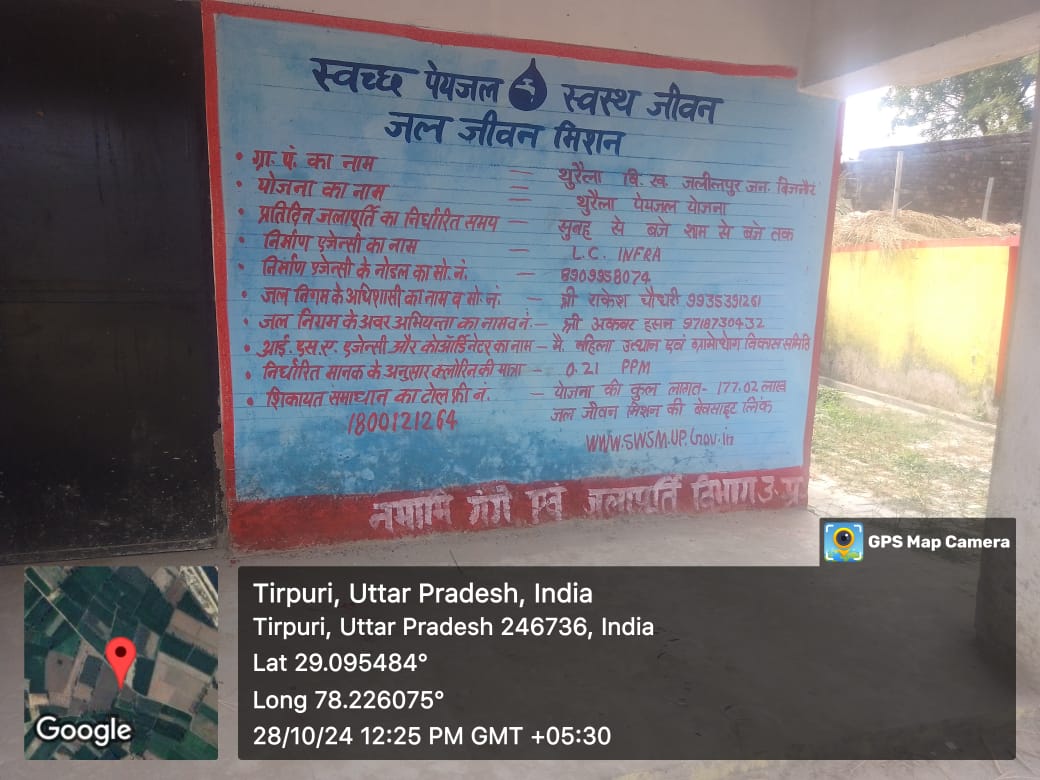 स्वच्छ पेयजल स्वस्थ जीवन
जल जीवन मिशन
• ग्रा. पं. का नाम — थुरैला वि. ख. जलीलपुर जन. बिजनौर
• योजना का नाम — थुरैला पेयजल योजना
• प्रतिदिन जलापूर्ति का निर्धारित समय — सुबह से बजे शाम से बजे तक
• निर्माण एजेन्सी का नाम — L.C. INFRA
• निर्माण एजेन्सी के नोडल का मो. नं. — 8909958074
• जल निगम के अधिशासी का नाम व मो. नं. — श्री राकेश चौधरी 9935391261
• जल निगम के अवर अभियन्ता का नाम व नं. — श्री अकबर हसन 9718730432
• आई. एस. ए. एजेन्सी और कोऑर्डिनेटर का नाम — मै. महिला उत्थान एवं ग्रामोद्योग विकास समिति
• निर्धारित मानक के अनुसार क्लोरिन की मात्रा — 0.21 PPM
• शिकायत समाधान का टोल फ्री नं. — योजना की कुल लागत - 177.02 लाख
1800121264
जल जीवन मिशन की बेवसाइट लिंक
WWW.SWSM.UP.Gov.in
नमामि गंगे एवं जलापूर्ति विभाग उ. प्र.
GPS Map Camera
Tirpuri, Uttar Pradesh, India
Tirpuri, Uttar Pradesh 246736, India
Lat 29.095484°
Long 78.226075°
28/10/24 12:25 PM GMT +05:30
Google